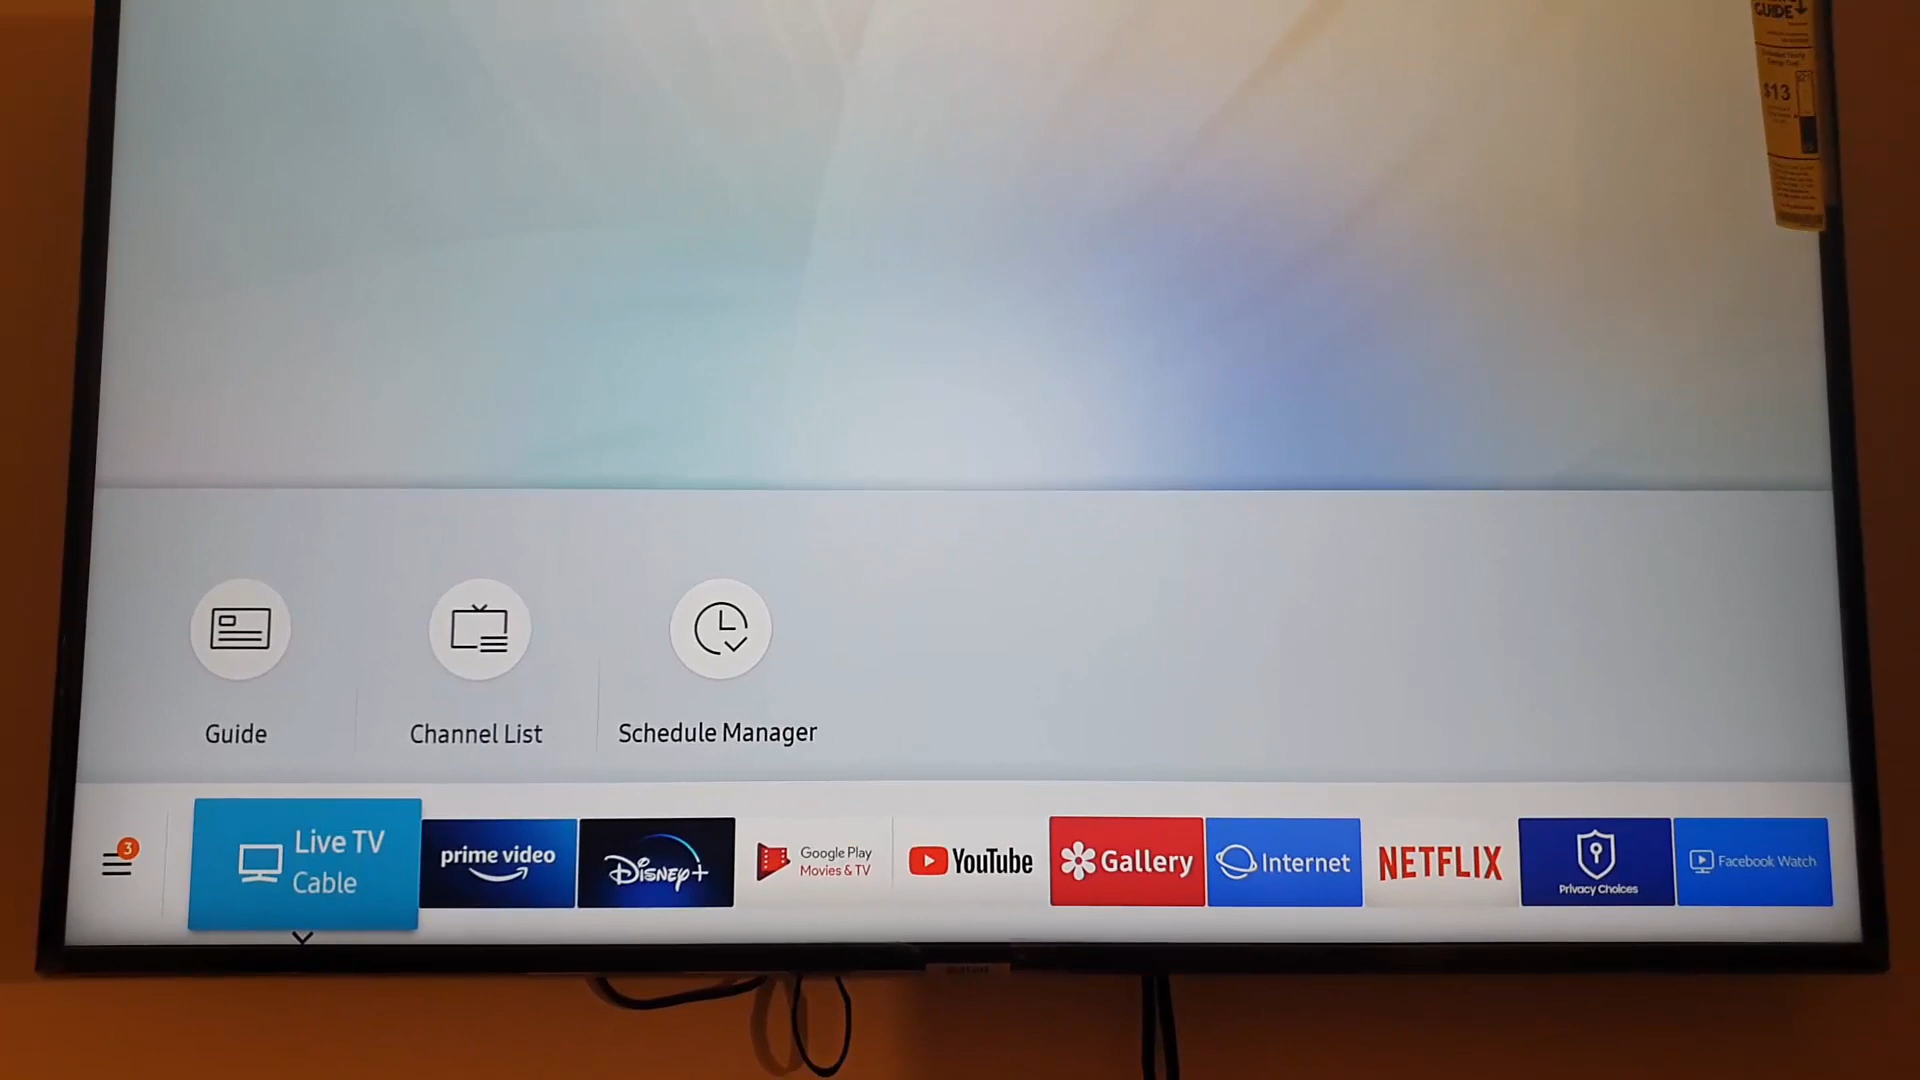 GUIDE
$13
Guide
Channel List
Schedule Manager
3
Live TV
Cable
prime video
Disney+
Google Play
Movies & TV
YouTube
Gallery
Internet
NETFLIX
Privacy Choices
Facebook Watch